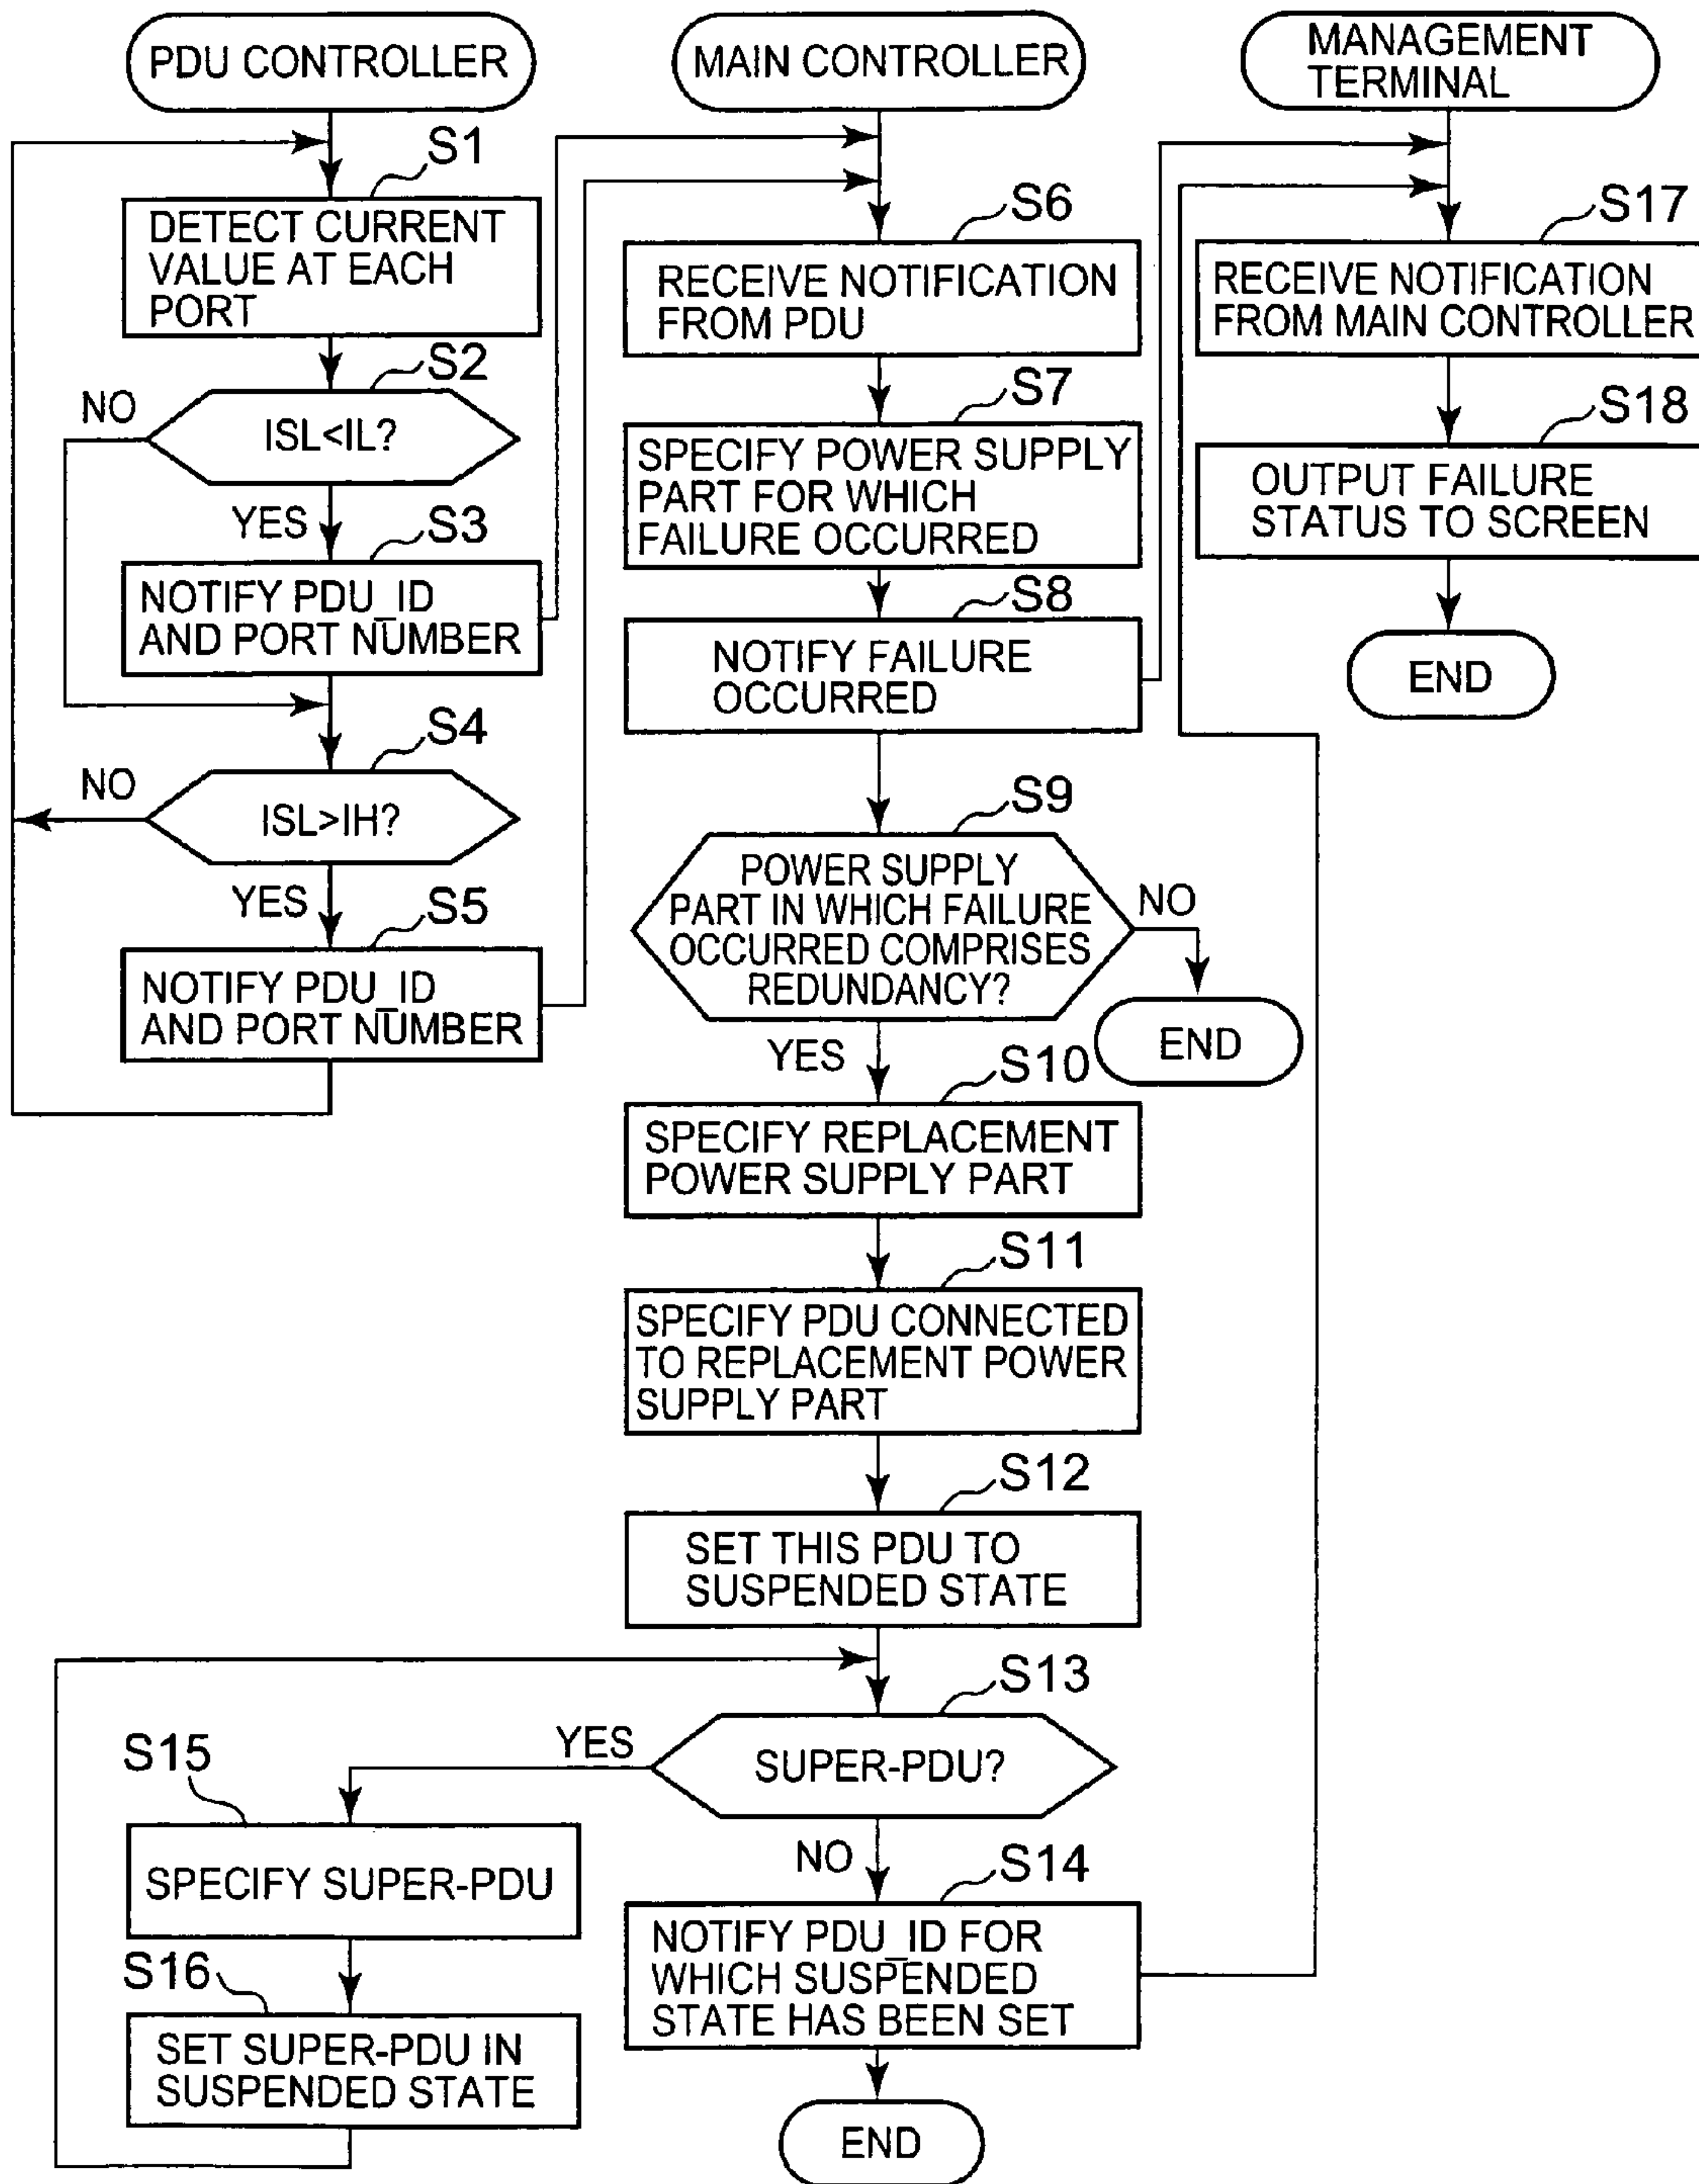 PDU CONTROLLER
S1
DETECT CURRENT
VALUE AT EACH
PORT
S2
NO
ISL<IL?
YES
S3
NOTIFY PDU_ID
AND PORT NUMBER
S4
NO
ISL>IH?
YES
S5
NOTIFY PDU_ID
AND PORT NUMBER
MAIN CONTROLLER
S6
RECEIVE NOTIFICATION
FROM PDU
S7
SPECIFY POWER SUPPLY
PART FOR WHICH
FAILURE OCCURRED
S8
NOTIFY FAILURE
OCCURRED
S9
POWER SUPPLY
PART IN WHICH FAILURE
OCCURRED COMPRISES
REDUNDANCY?
NO
END
YES
S10
SPECIFY REPLACEMENT
POWER SUPPLY PART
S11
SPECIFY PDU CONNECTED
TO REPLACEMENT POWER
SUPPLY PART
S12
SET THIS PDU TO
SUSPENDED STATE
S13
SUPER-PDU?
YES
S15
SPECIFY SUPER-PDU
S16
SET SUPER-PDU IN
SUSPENDED STATE
NO
S14
NOTIFY PDU_ID FOR
WHICH SUSPENDED
STATE HAS BEEN SET
END
MANAGEMENT
TERMINAL
S17
RECEIVE NOTIFICATION
FROM MAIN CONTROLLER
S18
OUTPUT FAILURE
STATUS TO SCREEN
END